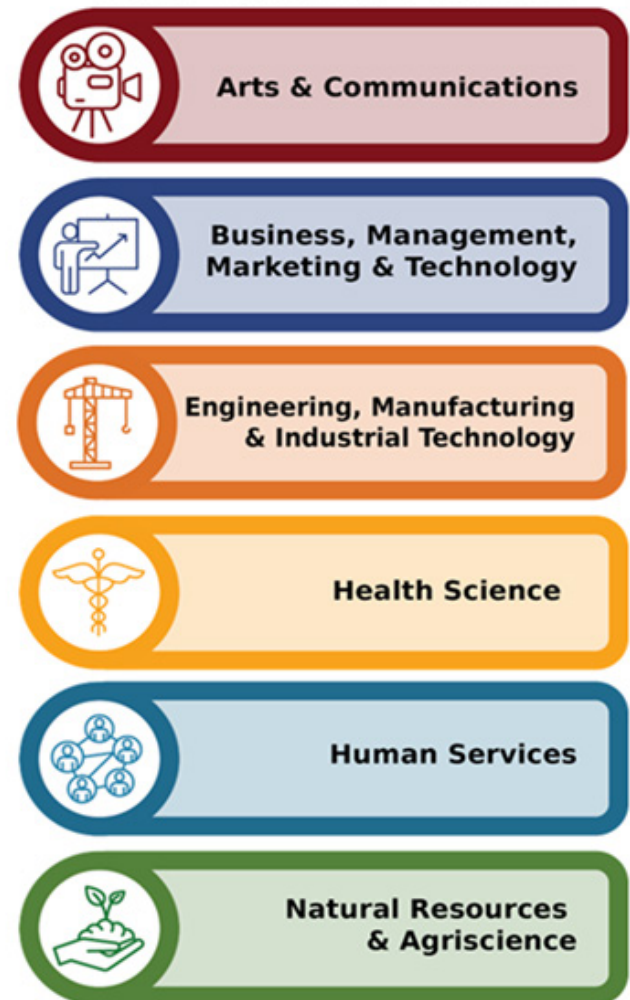 Arts & Communications
Business, Management,
Marketing & Technology
Engineering, Manufacturing
& Industrial Technology
Health Science
Human Services
Natural Resources
& Agriscience